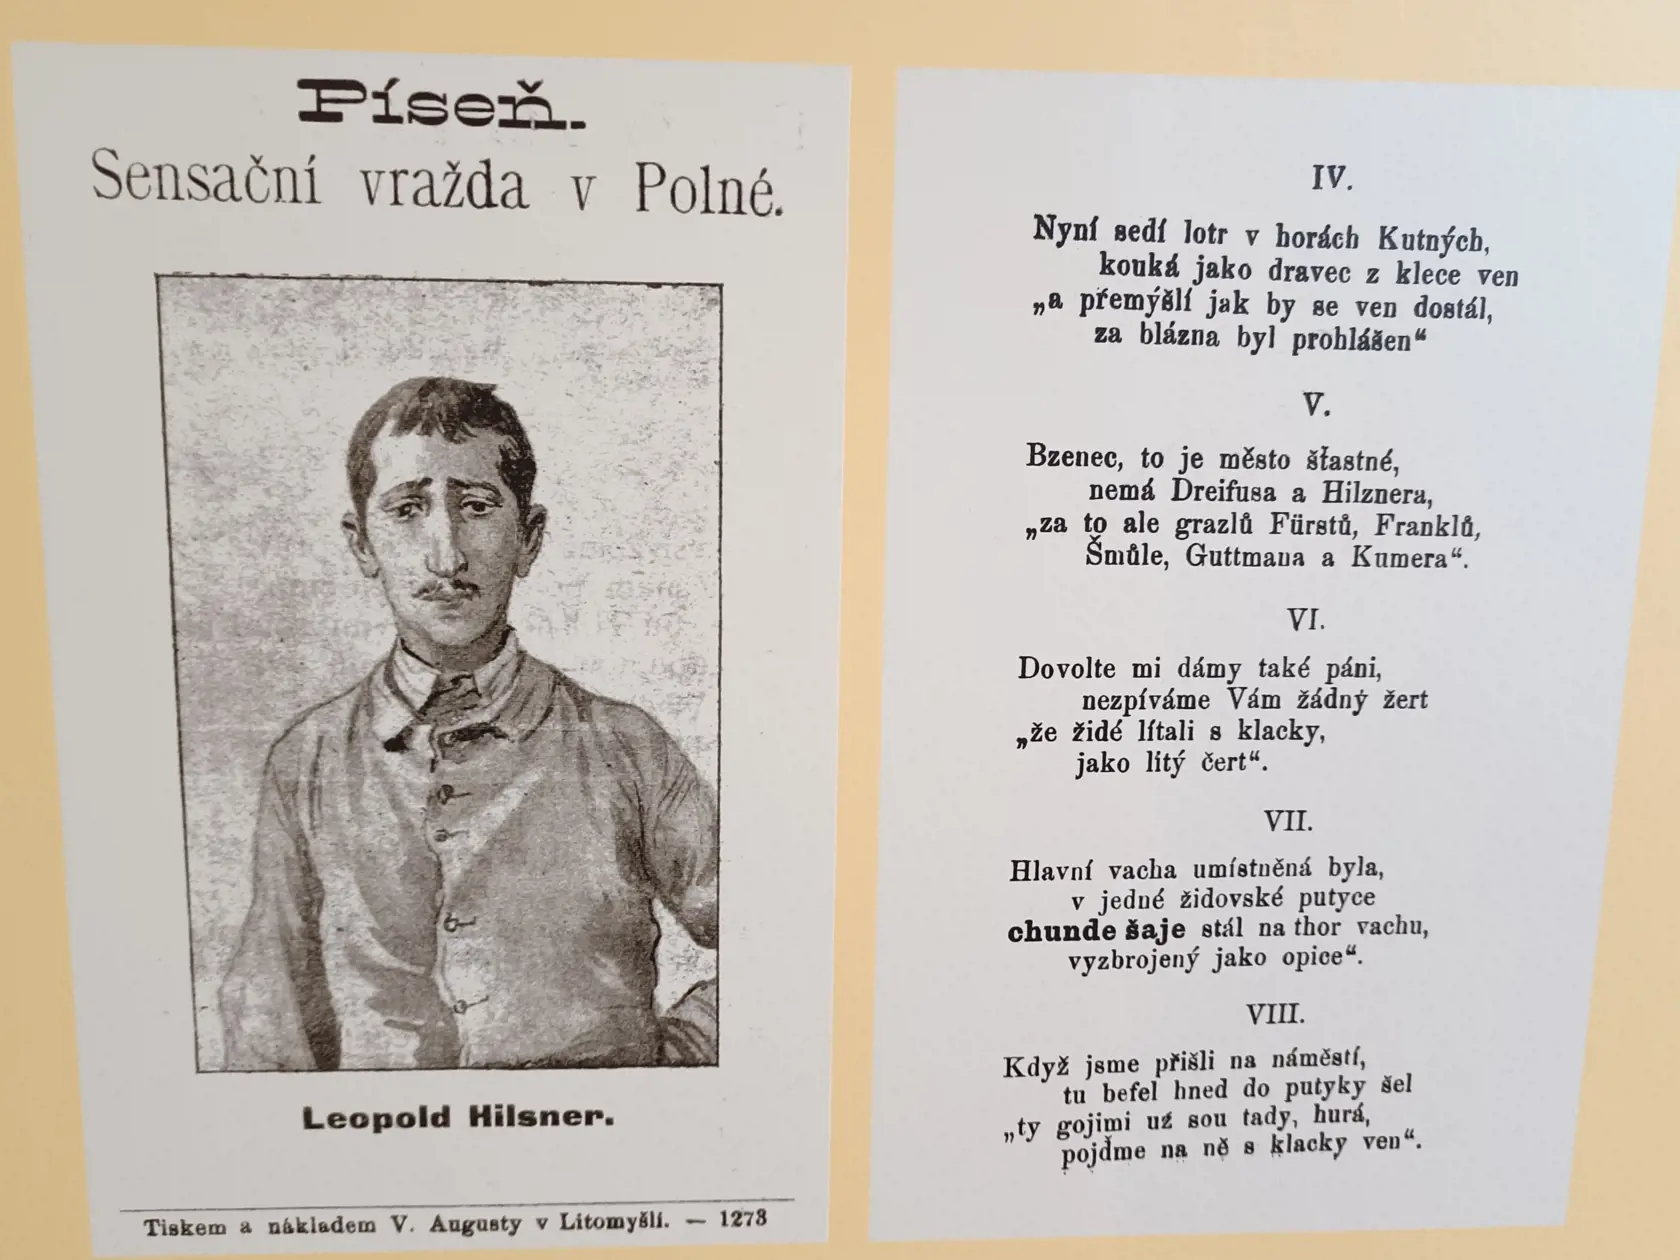 Píseň.
Sensační vražda v Polné.
Leopold Hilsner.
Tiskem a nákladem V. Augusty v Litomyšli. — 1273
IV.
Nyní sedí lotr v horách Kutných,
kouká jako dravec z klece ven
„a přemýšlí jak by se ven dostál,
za blázna byl prohlášen“
V.
Bzenec, to je město šťastné,
nemá Dreifusa a Hilznera,
„za to ale grazlů Fürstů, Franklů,
Šmůle, Guttmana a Kumera“.
VI.
Dovolte mi dámy také páni,
nezpíváme Vám žádný žert
„že židé lítali s klacky,
jako litý čert“.
VII.
Hlavní vacha umístněná byla,
v jedné židovské putyce
chunde šaje stál na thor vachu,
vyzbrojený jako opice“.
VIII.
Když jsme přišli na náměstí,
tu befel hned do putyky šel
„ty gojimi už sou tady, hurá,
pojďme na ně s klacky ven“.